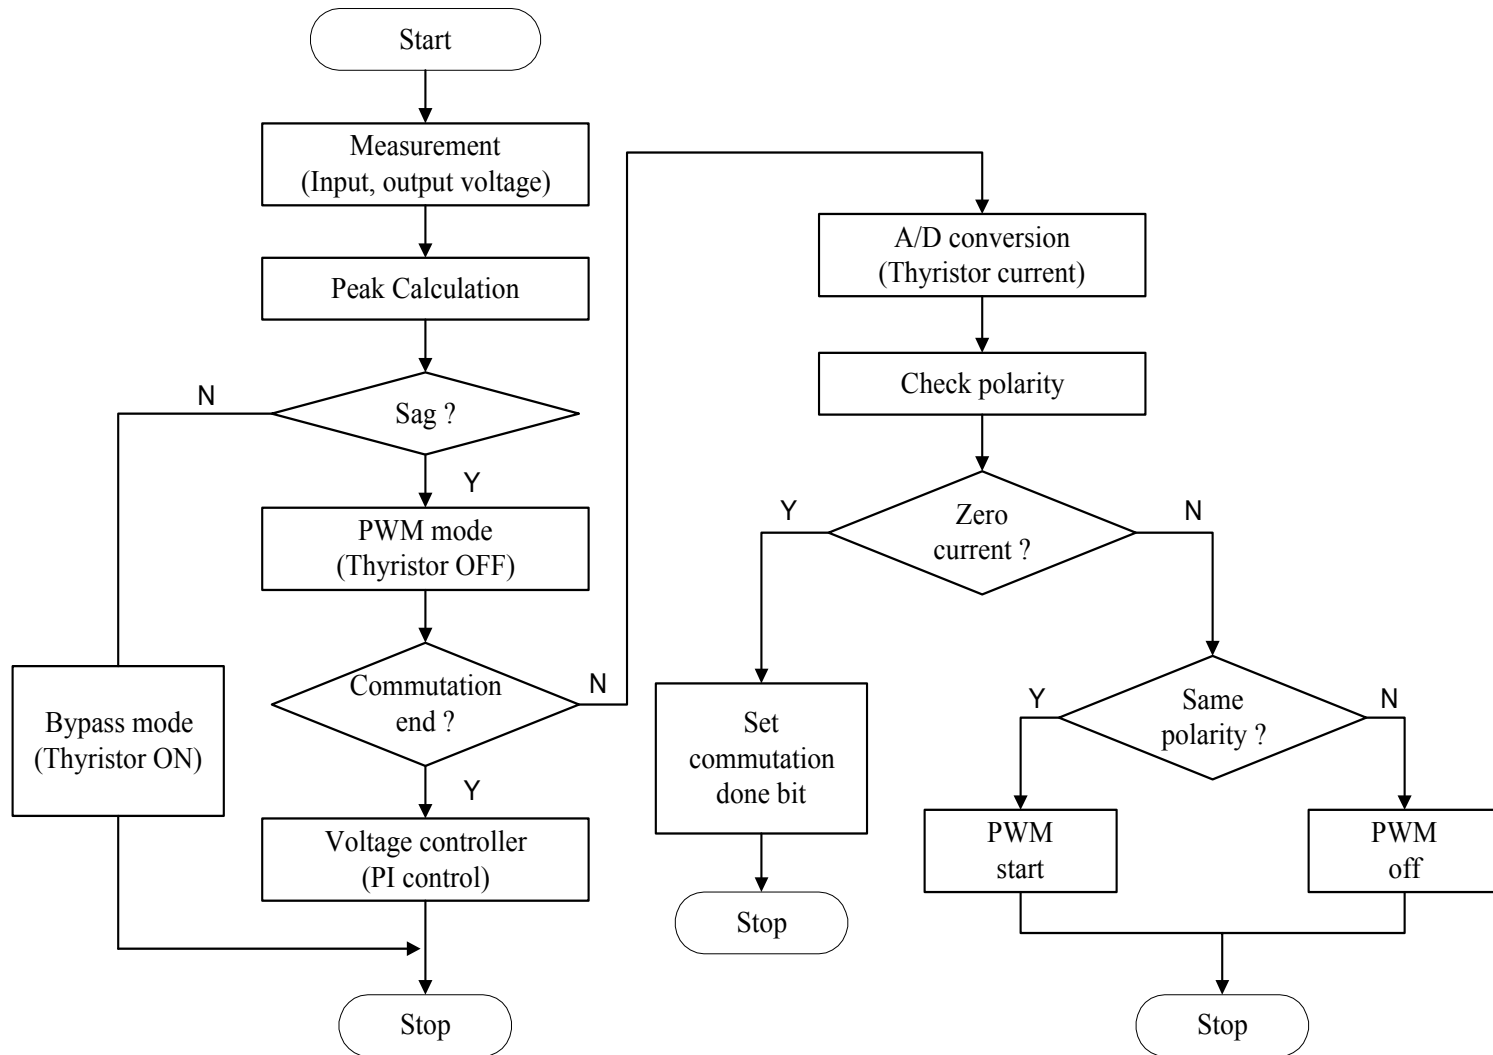 Start
Measurement
(Input, output voltage)
Peak Calculation
N
Sag ?
Y
PWM mode
(Thyristor OFF)
Commutation
end ?
N
Bypass mode
(Thyristor ON)
Y
Voltage controller
(PI control)
Stop
A/D conversion
(Thyristor current)
Check polarity
Y
Zero
current ?
N
Set
commutation
done bit
Stop
Y
Same
polarity ?
N
PWM
start
PWM
off
Stop